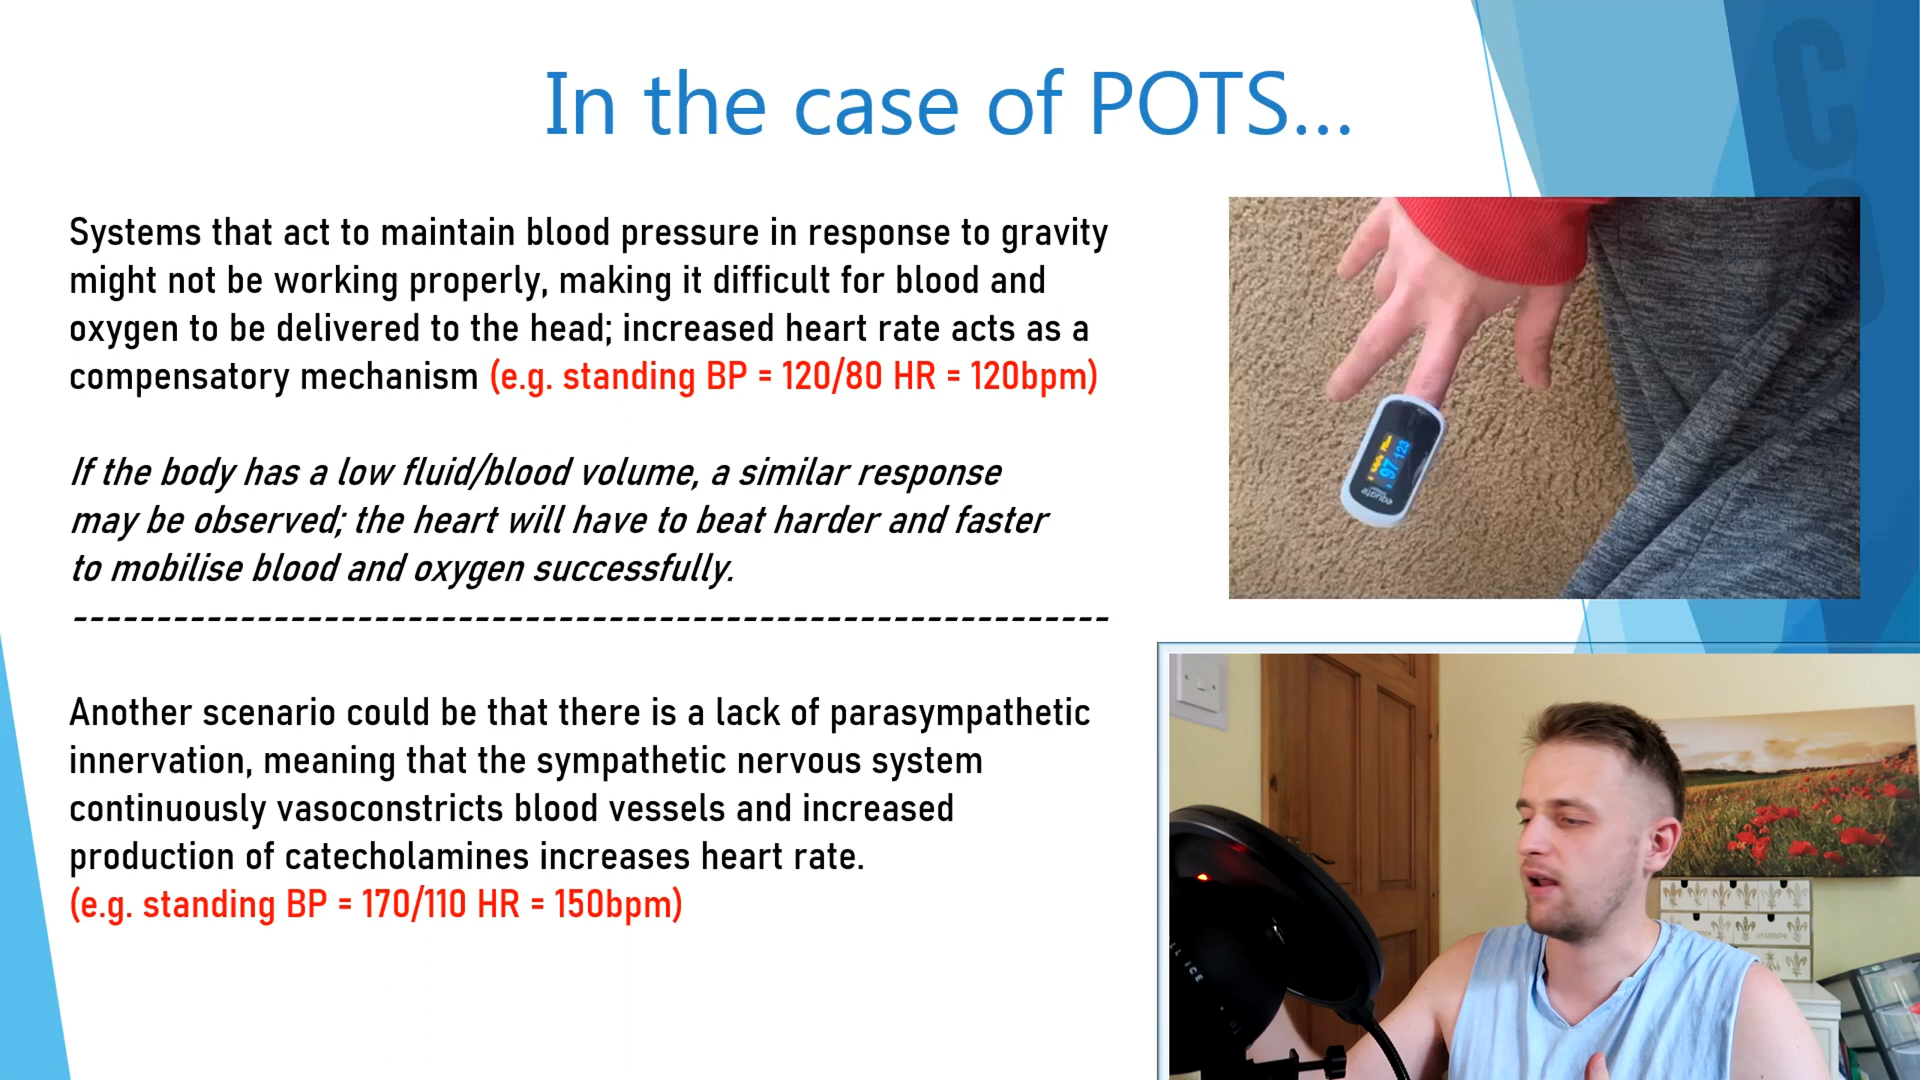 In the case of POTS...
Systems that act to maintain blood pressure in response to gravity
might not be working properly, making it difficult for blood and
oxygen to be delivered to the head; increased heart rate acts as a
compensatory mechanism (e.g. standing BP = 120/80 HR = 120bpm)
If the body has a low fluid/blood volume, a similar response
may be observed; the heart will have to beat harder and faster
to mobilise blood and oxygen successfully.
Another scenario could be that there is a lack of parasympathetic
innervation, meaning that the sympathetic nervous system
continuously vasoconstricts blood vessels and increased
production of catecholamines increases heart rate.
(e.g. standing BP = 170/110 HR = 150bpm)
97 123
equate
ICE